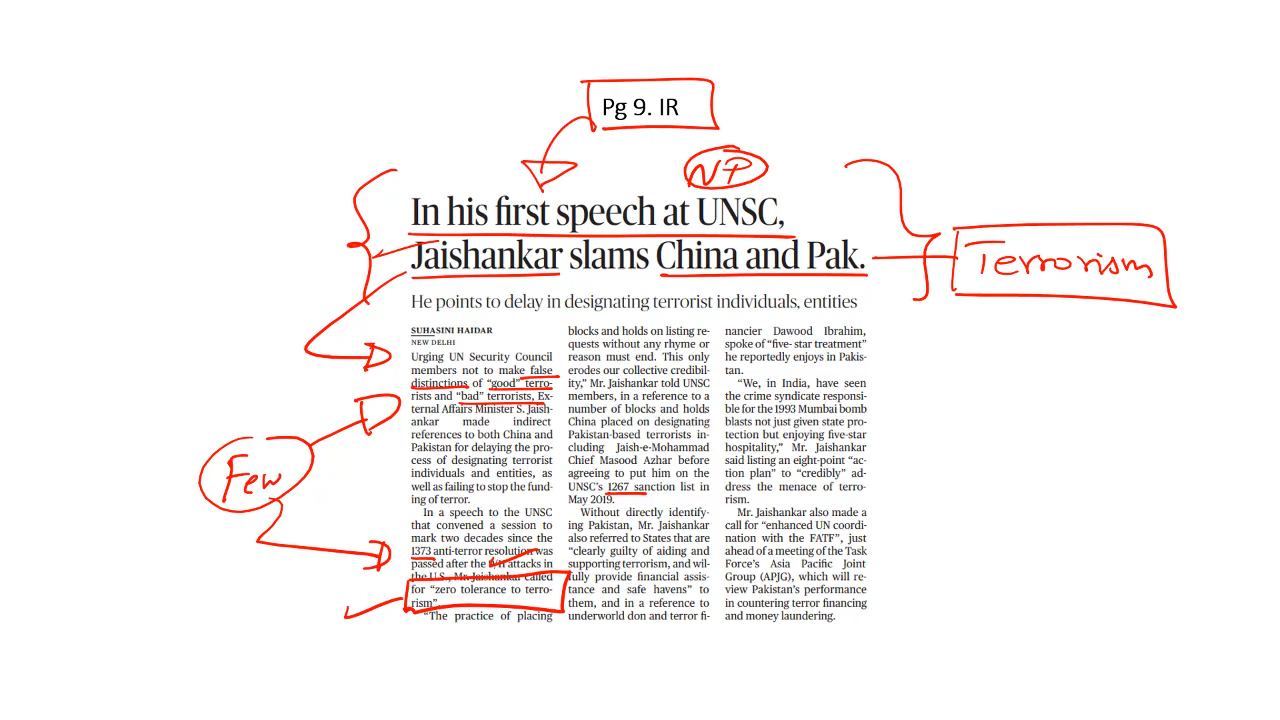 Pg 9. IR
NP
In his first speech at UNSC,
Jaishankar slams China and Pak.
Terrorism
He points to delay in designating terrorist individuals, entities
SUHASINI HAIDAR
NEW DELHI
Urging UN Security Council
members not to make false
distinctions of “good” terro-
rists and “bad” terrorists, Ex-
ternal Affairs Minister S. Jaish-
ankar made indirect
references to both China and
Pakistan for delaying the pro-
cess of designating terrorist
individuals and entities, as
well as failing to stop the fund-
ing of terror.
In a speech to the UNSC
that convened a session to
mark two decades since the
1373 anti-terror resolution was
passed after the 9/11 attacks in
the U.S., Mr. Jaishankar called
for “zero tolerance to terro-
rism”.
“The practice of placing
blocks and holds on listing re-
quests without any rhyme or
reason must end. This only
erodes our collective credibil-
ity,” Mr. Jaishankar told UNSC
members, in a reference to a
number of blocks and holds
China placed on designating
Pakistan-based terrorists in-
cluding Jaish-e-Mohammad
Chief Masood Azhar before
agreeing to put him on the
UNSC’s 1267 sanction list in
May 2019.
Without directly identify-
ing Pakistan, Mr. Jaishankar
also referred to States that are
“clearly guilty of aiding and
supporting terrorism, and wil-
fully provide financial assis-
tance and safe havens” to
them, and in a reference to
underworld don and terror fi-
nancier Dawood Ibrahim,
spoke of “five- star treatment”
he reportedly enjoys in Pakis-
tan.
“We, in India, have seen
the crime syndicate responsi-
ble for the 1993 Mumbai bomb
blasts not just given state pro-
tection but enjoying five-star
hospitality,” Mr. Jaishankar
said listing an eight-point “ac-
tion plan” to “credibly” ad-
dress the menace of terro-
rism.
Mr. Jaishankar also made a
call for “enhanced UN coordi-
nation with the FATF”, just
ahead of a meeting of the Task
Force’s Asia Pacific Joint
Group (APJG), which will re-
view Pakistan’s performance
in countering terror financing
and money laundering.
Few